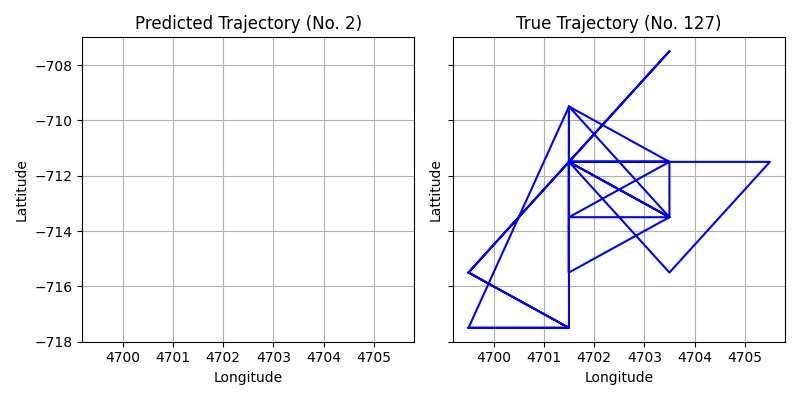 Predicted Trajectory (No. 2)
Lattitude
−708
−710
−712
−714
−716
−718
4700 4701 4702 4703 4704 4705
Longitude
True Trajectory (No. 127)
Lattitude
4700 4701 4702 4703 4704 4705
Longitude